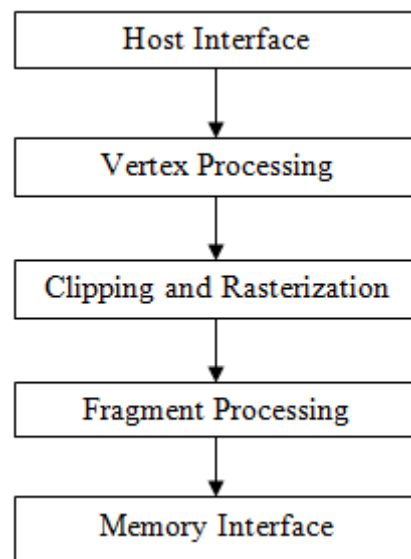 Host Interface
Vertex Processing
Clipping and Rasterization
Fragment Processing
Memory Interface